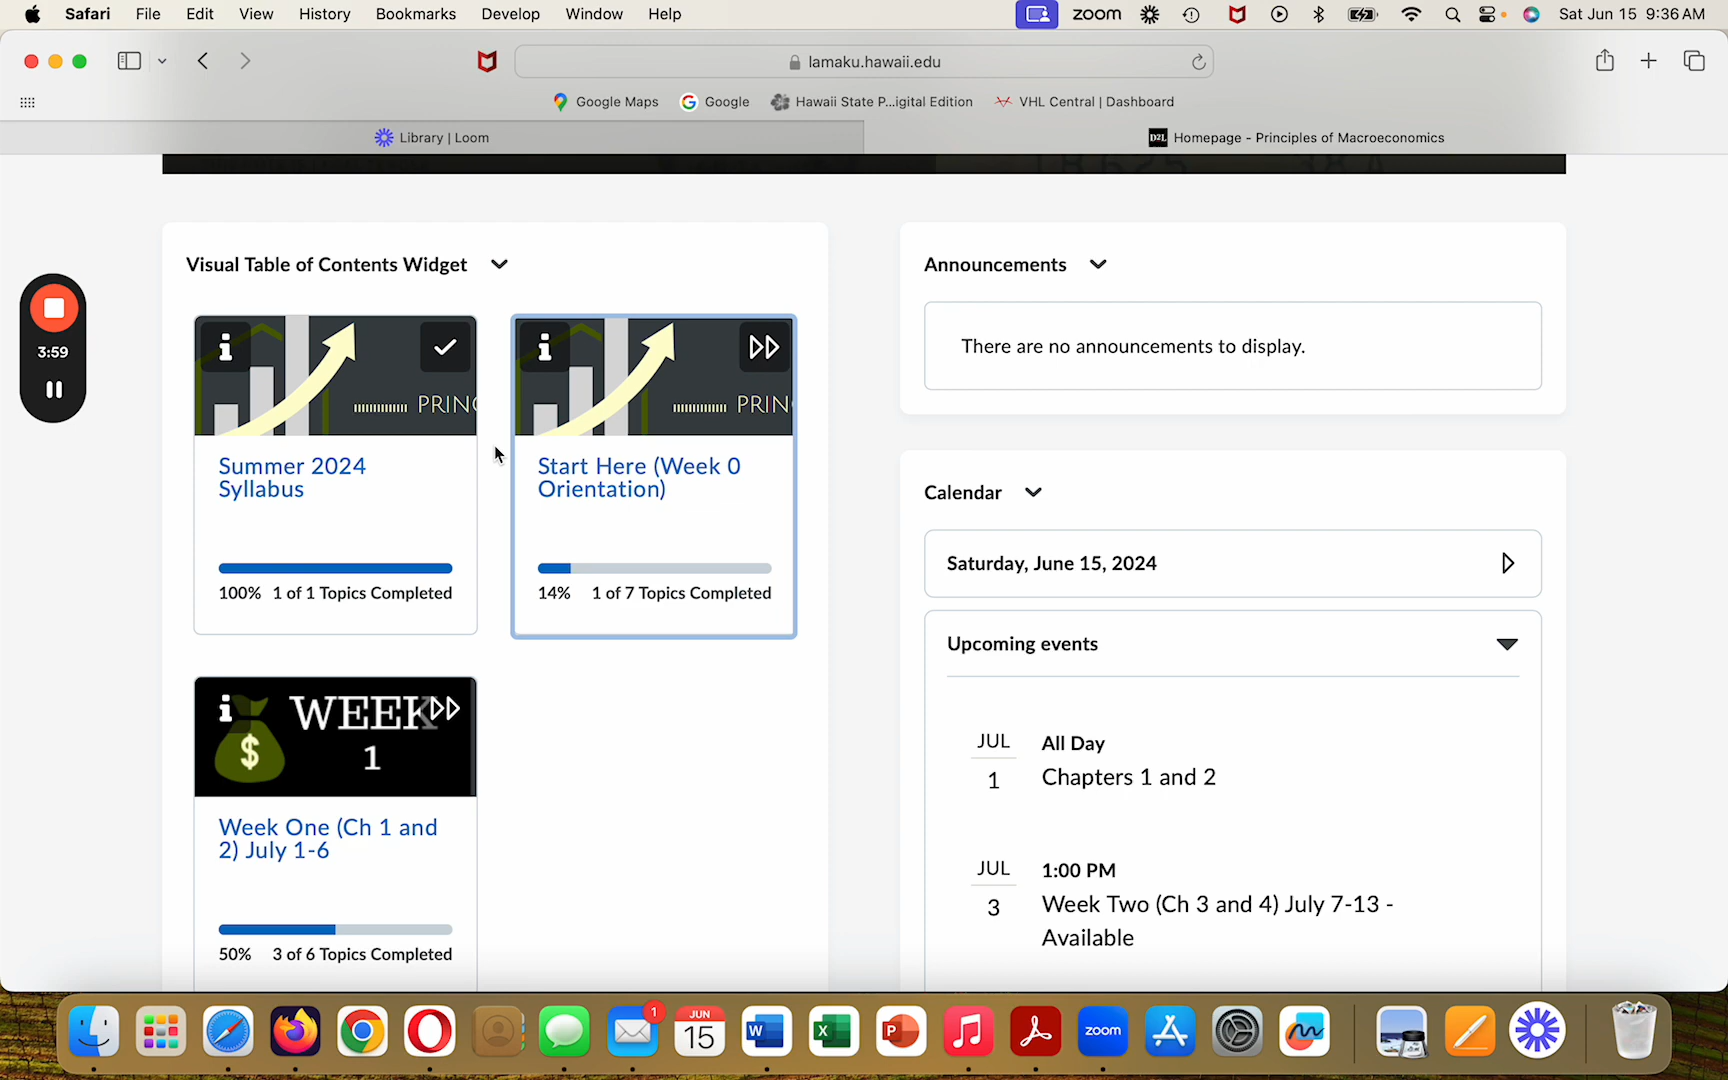 Safari File Edit View History Bookmarks Develop Window Help zoom Sat Jun 15 9:36 AM
lamaku.hawaii.edu
Google Maps Google Hawaii State P...igital Edition VHL Central | Dashboard
Library | Loom
D2L Homepage - Principles of Macroeconomics
Visual Table of Contents Widget
PRIN
Summer 2024
Syllabus
100% 1 of 1 Topics Completed
PRIN
Start Here (Week 0
Orientation)
14% 1 of 7 Topics Completed
WEEK
1
Week One (Ch 1 and
2) July 1-6
50% 3 of 6 Topics Completed
Announcements
There are no announcements to display.
Calendar
Saturday, June 15, 2024
Upcoming events
JUL
1
All Day
Chapters 1 and 2
JUL
3
1:00 PM
Week Two (Ch 3 and 4) July 7-13 -
Available
3:59
1
JUN
15
W
X
P
zoom